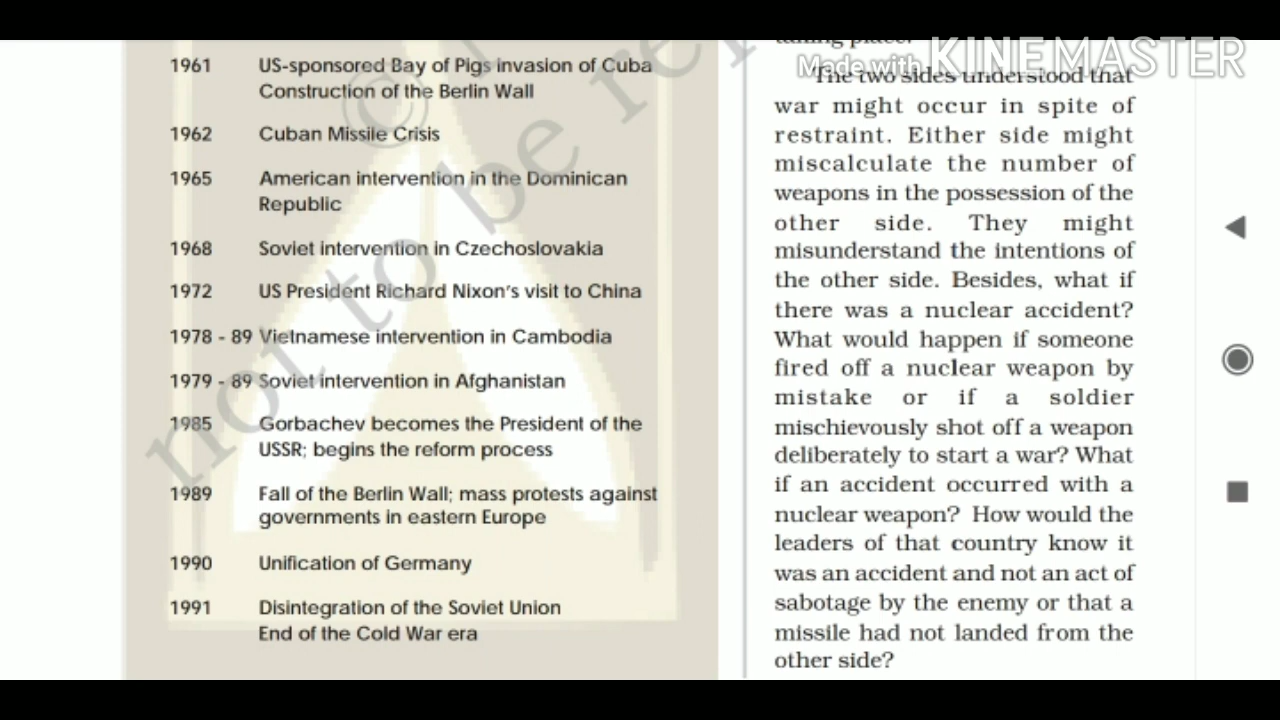 1961 US-sponsored Bay of Pigs invasion of Cuba
Construction of the Berlin Wall
1962 Cuban Missile Crisis
1965 American intervention in the Dominican
Republic
1968 Soviet intervention in Czechoslovakia
1972 US President Richard Nixon's visit to China
1978 - 89 Vietnamese intervention in Cambodia
1979 - 89 Soviet intervention in Afghanistan
1985 Gorbachev becomes the President of the
USSR; begins the reform process
1989 Fall of the Berlin Wall; mass protests against
governments in eastern Europe
1990 Unification of Germany
1991 Disintegration of the Soviet Union
End of the Cold War era
taking place.
The two sides understood that
war might occur in spite of
restraint. Either side might
miscalculate the number of
weapons in the possession of the
other side. They might
misunderstand the intentions of
the other side. Besides, what if
there was a nuclear accident?
What would happen if someone
fired off a nuclear weapon by
mistake or if a soldier
mischievously shot off a weapon
deliberately to start a war? What
if an accident occurred with a
nuclear weapon? How would the
leaders of that country know it
was an accident and not an act of
sabotage by the enemy or that a
missile had not landed from the
other side?
Made with KINEMASTER
©
not to be re